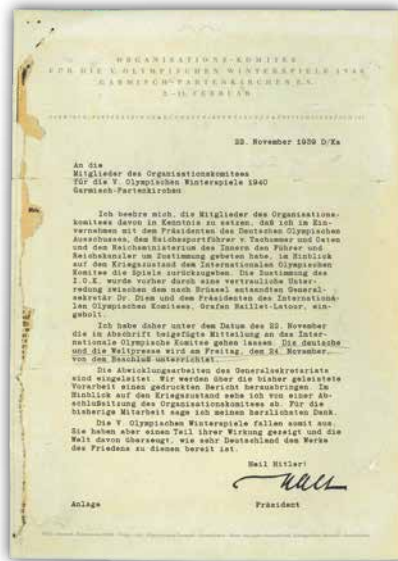 ORGANISATIONS-KOMITEE
FÜR DIE V. OLYMPISCHEN WINTERSPIELE 1940
GARMISCH-PARTENKIRCHEN E.V.
2.-11. FEBRUAR
22. November 1939 D/Ka
An die
Mitglieder des Organisationskomitees
für die V. Olympischen Winterspiele 1940
Garmisch-Partenkirchen
Ich beehre mich, die Mitglieder des Organisations-
komitees davon in Kenntnis zu setzen, daß ich im Ein-
vernehmen mit dem Präsidenten des Deutschen Olympischen
Ausschusses, dem Reichssportführer v. Tschammer und Osten
und dem Reichsministerium des Innern den Führer und
Reichskanzler um Zustimmung gebeten habe, im Hinblick
auf den Kriegszustand dem Internationalen Olympischen
Komitee die Spiele zurückzugeben. Die Zustimmung des
I.O.K. wurde vorher durch eine vertrauliche Unter-
redung zwischen dem nach Brüssel entsandten General-
sekretär Dr. Diem und dem Präsidenten des Internationa-
len Olympischen Komitees, Grafen Baillet-Latour, ein-
geholt.
Ich habe daher unter dem Datum des 22. November
die in Abschrift beigefügte Mitteilung an das Inter-
nationale Olympische Komitee gehen lassen. Die deutsche
und die Weltpresse wird am Freitag, dem 24. November
von dem Beschluß unterrichtet.
Die Abwicklungsarbeiten des Generalsekretariats
sind eingeleitet. Wir werden über die bisher geleistete
Vorarbeit einen gedruckten Bericht herausbringen. Im
Hinblick auf den Kriegszustand sehe ich von einer Ab-
schlußsitzung des Organisationskomitees ab. Für die
bisherige Mitarbeit sage ich meinen herzlichsten Dank.
Die V. Olympischen Winterspiele fallen somit aus.
Sie haben aber einen Teil ihrer Wirkung gezeigt und die
Welt davon überzeugt, wie sehr Deutschland dem Werke
des Friedens zu dienen bereit ist.
Heil Hitler!
Anlage
Präsident